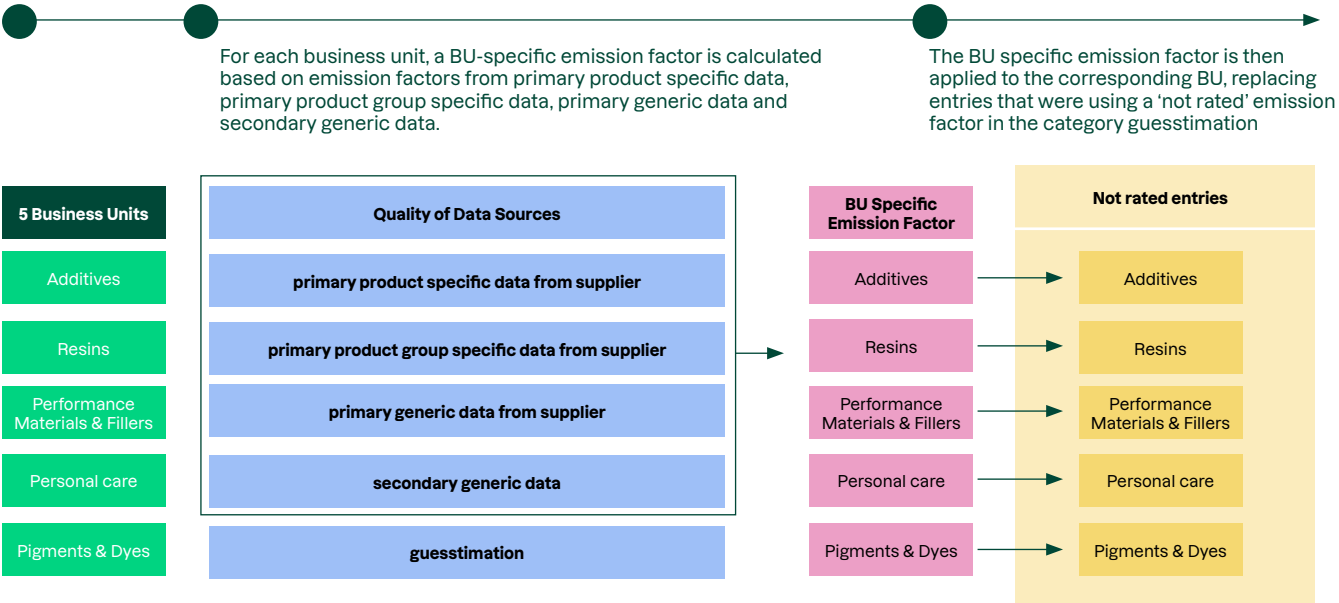 For each business unit, a BU-specific emission factor is calculated
based on emission factors from primary product specific data,
primary product group specific data, primary generic data and
secondary generic data.
The BU specific emission factor is then
applied to the corresponding BU, replacing
entries that were using a ‘not rated’ emission
factor in the category guesstimation
5 Business Units
Additives
Resins
Performance
Materials & Fillers
Personal care
Pigments & Dyes
Quality of Data Sources
primary product specific data from supplier
primary product group specific data from supplier
primary generic data from supplier
secondary generic data
guesstimation
BU Specific
Emission Factor
Additives
Resins
Performance
Materials & Fillers
Personal care
Pigments & Dyes
Not rated entries
Additives
Resins
Performance
Materials & Fillers
Personal care
Pigments & Dyes